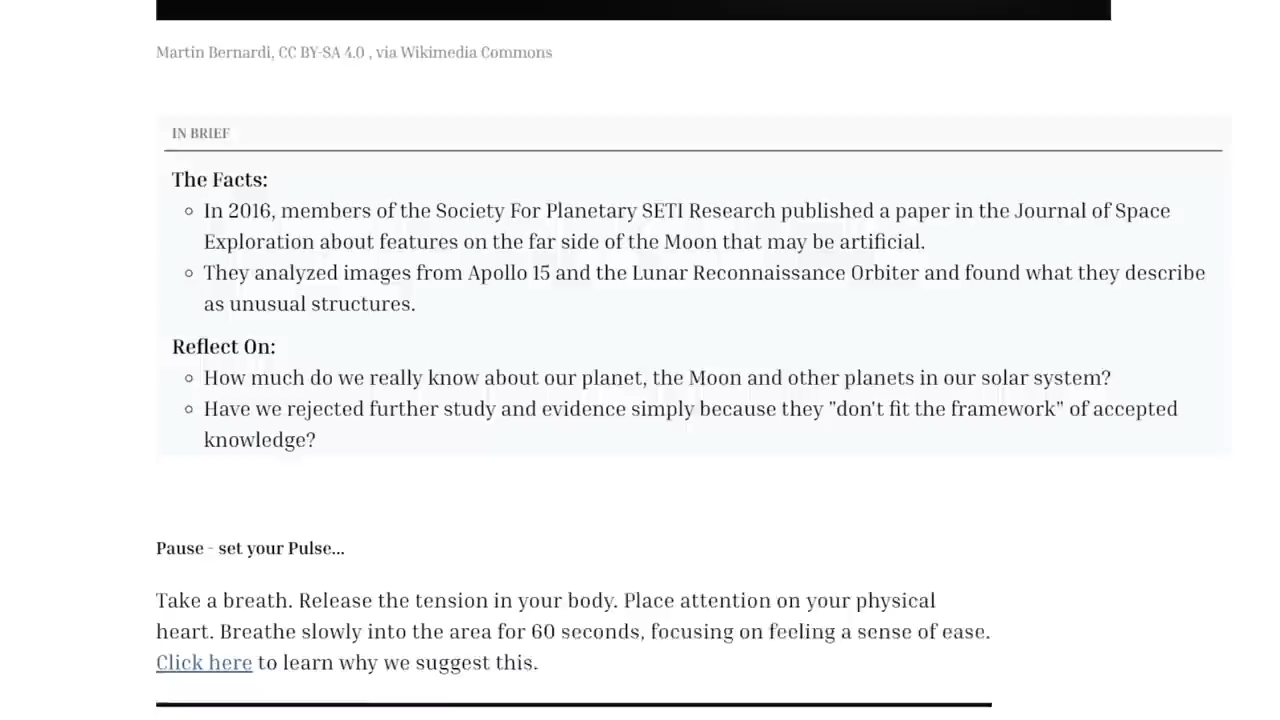 Martin Bernardi, CC BY-SA 4.0 , via Wikimedia Commons
IN BRIEF
The Facts:
In 2016, members of the Society For Planetary SETI Research published a paper in the Journal of Space
Exploration about features on the far side of the Moon that may be artificial.
They analyzed images from Apollo 15 and the Lunar Reconnaissance Orbiter and found what they describe
as unusual structures.
Reflect On:
How much do we really know about our planet, the Moon and other planets in our solar system?
Have we rejected further study and evidence simply because they "don't fit the framework" of accepted
knowledge?
Pause - set your Pulse...
Take a breath. Release the tension in your body. Place attention on your physical
heart. Breathe slowly into the area for 60 seconds, focusing on feeling a sense of ease.
Click here to learn why we suggest this.